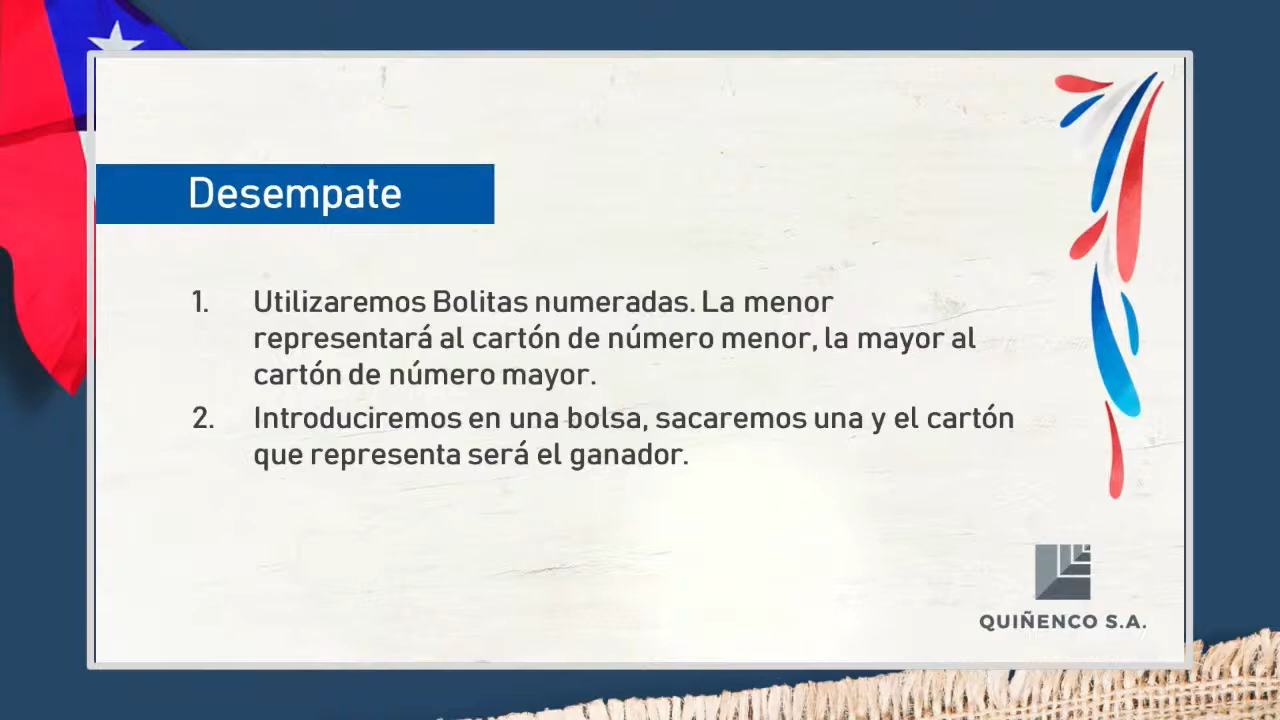 Desempate
1. Utilizaremos Bolitas numeradas. La menor
representará al cartón de número menor, la mayor al
cartón de número mayor.
2. Introduciremos en una bolsa, sacaremos una y el cartón
que representa será el ganador.
QUIÑENCO S.A.